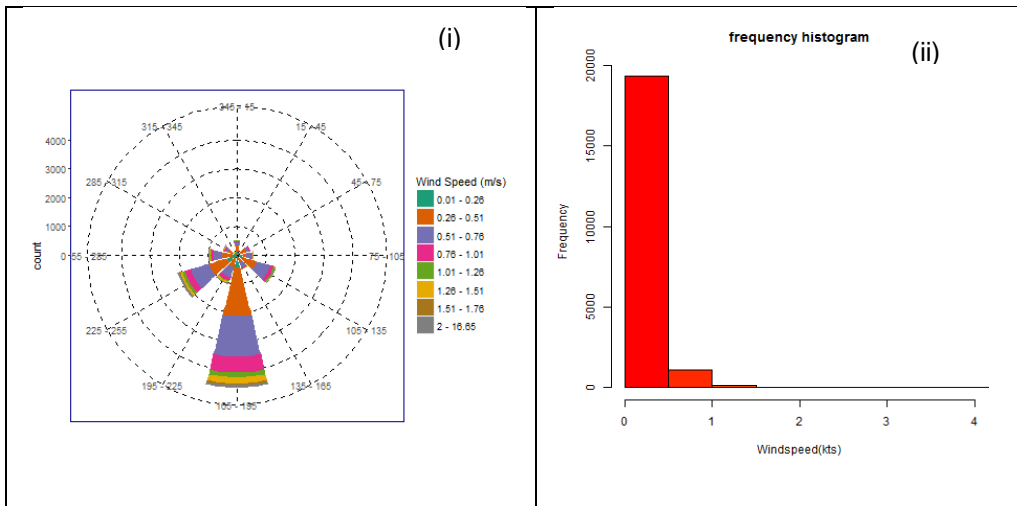 (i)
345 - 15
315 - 345
15 - 45
4000
3000
285 - 315
45 - 75
2000
Wind Speed (m/s)
0.01 - 0.26
0.26 - 0.51
1000
0.51 - 0.76
0.76 - 1.01
count
0
55 - 285
75 - 105
1.01 - 1.26
1.26 - 1.51
1.51 - 1.76
2 - 16.65
225 - 255
105 - 135
195 - 225
135 - 165
165 - 195
frequency histogram
(ii)
20000
15000
10000
5000
0
Frequency
0 1 2 3 4
Windspeed(kts)